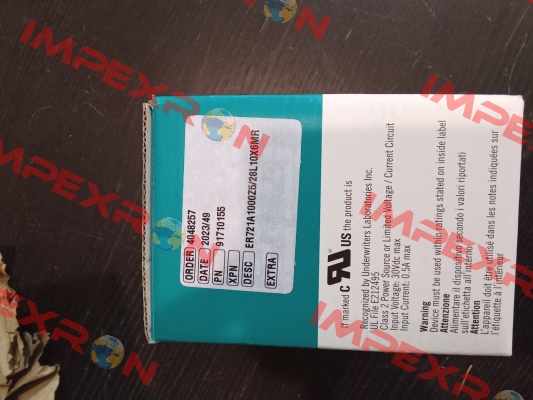 ORDER 4048257
DATE 2023/49
PN 91710155
XPN
DESC ER721A1000Z5/28L10X6MR
EXTRA
If marked C UR US the product is
Recognized by Underwriters Laboratories Inc.
UL File E212495
Class 2 Power Source or Limited Voltage / Current Circuit
Input Voltage: 30Vdc max
Input Current: 0.5A max
Warning
Device must be used within ratings stated on inside label
Attenzione
Alimentare il dispositivo secondo i valori riportati
sull'etichetta all'interno
Attention
L'appareil doit être utilisé dans les notes indiquées sur
l'étiquette à l'intérieur
IMPEXRON
IMPEXRON
IMPEXRON
IMPEXRON
IMPEXRON
IMPEXRON